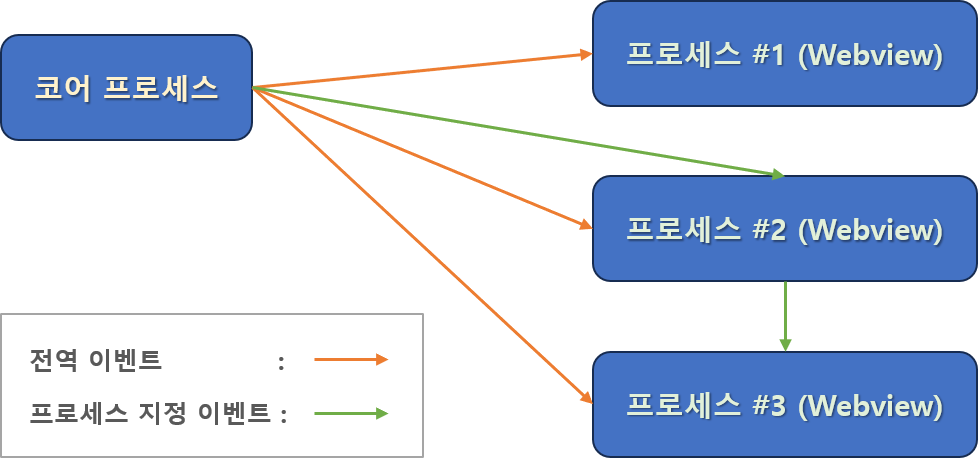 코어 프로세스
프로세스 #1 (Webview)
프로세스 #2 (Webview)
프로세스 #3 (Webview)
전역 이벤트 :
프로세스 지정 이벤트 :